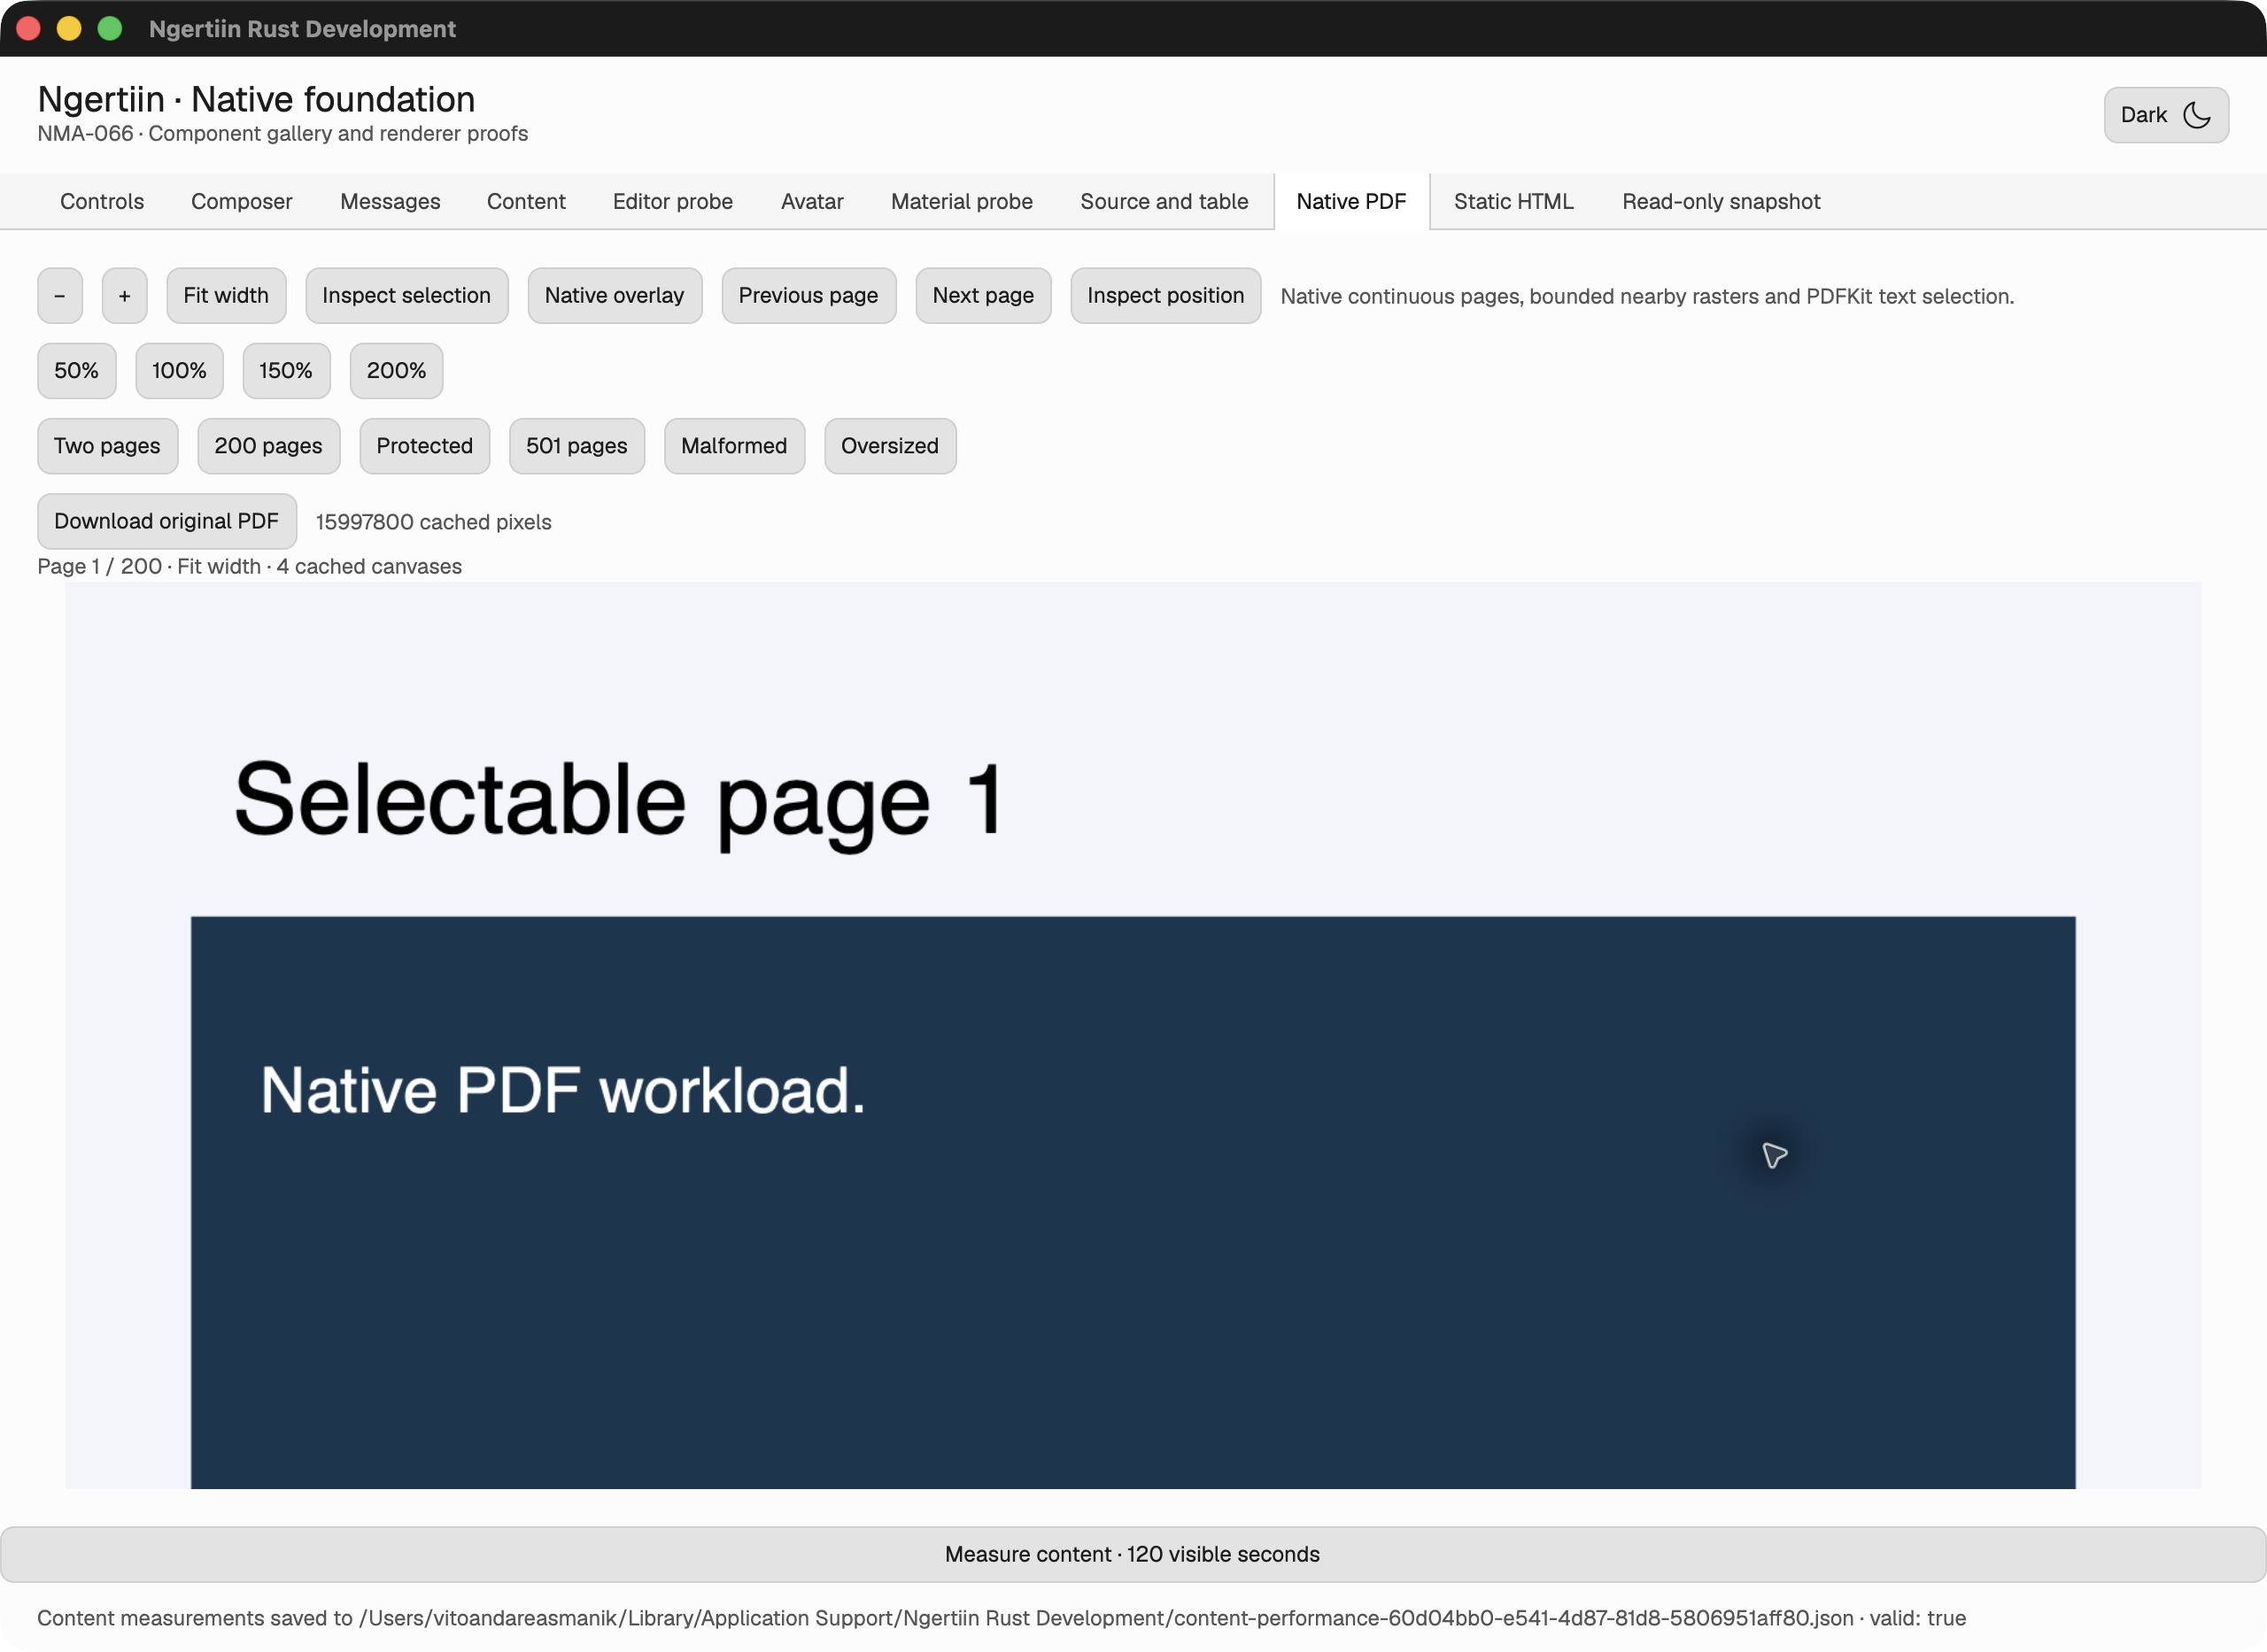 Ngertiin Rust Development
Ngertiin · Native foundation
NMA-066 · Component gallery and renderer proofs
Dark
Controls Composer Messages Content Editor probe Avatar Material probe Source and table Native PDF Static HTML Read-only snapshot
− + Fit width Inspect selection Native overlay Previous page Next page Inspect position Native continuous pages, bounded nearby rasters and PDFKit text selection.
50% 100% 150% 200%
Two pages 200 pages Protected 501 pages Malformed Oversized
Download original PDF 15997800 cached pixels
Page 1 / 200 · Fit width · 4 cached canvases
Selectable page 1
Native PDF workload.
Measure content · 120 visible seconds
Content measurements saved to /Users/vitoandareasmanik/Library/Application Support/Ngertiin Rust Development/content-performance-60d04bb0-e541-4d87-81d8-5806951aff80.json · valid: true